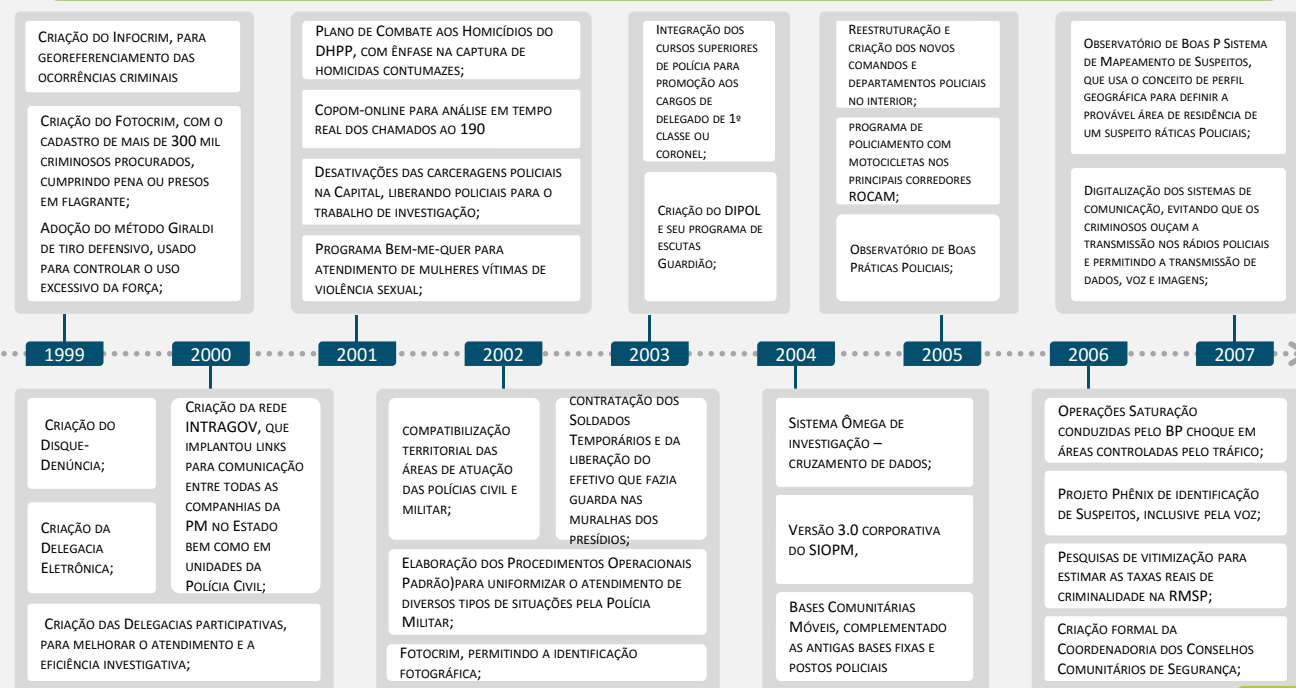 Criação do Infocrim, para
georeferenciamento das
ocorrências criminais
Criação do Fotocrim, com o
cadastro de mais de 300 mil
criminosos procurados,
cumprindo pena ou presos
em flagrante;
Adoção do método Giraldi
de tiro defensivo, usado
para controlar o uso
excessivo da força;
Plano de Combate aos Homicídios do
DHPP, com ênfase na captura de
homicidas contumazes;
Copom-online para análise em tempo
real dos chamados ao 190
Desativações das carceragens policiais
na Capital, liberando policiais para o
trabalho de investigação;
Programa Bem-me-quer para
atendimento de mulheres vítimas de
violência sexual;
Integração dos
cursos superiores
de polícia para
promoção aos
cargos de
delegado de 1º
classe ou
coronel;
Criação do DIPOL
e seu programa de
escutas
Guardião;
Reestruturação e
criação dos novos
comandos e
departamentos policiais
no interior;
programa de
policiamento com
motocicletas nos
principais corredores
ROCAM;
Observatório de Boas
Práticas Policiais;
Observatório de Boas P Sistema
de Mapeamento de Suspeitos,
que usa o conceito de perfil
geográfica para definir a
provável área de residência de
um suspeito ráticas Policiais;
Digitalização dos sistemas de
comunicação, evitando que os
criminosos ouçam a
transmissão nos rádios policiais
e permitindo a transmissão de
dados, voz e imagens;
1999 2000 2001 2002 2003 2004 2005 2006 2007
Criação do
Disque-
Denúncia;
Criação da
Delegacia
Eletrônica;
Criação da rede
INTRAGOV, que
implantou links
para comunicação
entre todas as
companhias da
PM no Estado
bem como em
unidades da
Polícia Civil;
Criação das Delegacias participativas,
para melhorar o atendimento e a
eficiência investigativa;
compatibilização
territorial das
áreas de atuação
das polícias civil e
militar;
contratação dos
Soldados
Temporários e da
liberação do
efetivo que fazia
guarda nas
muralhas dos
presídios;
Elaboração dos Procedimentos Operacionais
Padrão)para uniformizar o atendimento de
diversos tipos de situações pela Polícia
Militar;
Fotocrim, permitindo a identificação
fotográfica;
Sistema Ômega de
investigação –
cruzamento de dados;
Versão 3.0 corporativa
do SIOPM,
Bases Comunitárias
Móveis, complementado
as antigas bases fixas e
postos policiais
Operações Saturação
conduzidas pelo BP choque em
áreas controladas pelo tráfico;
Projeto Phênix de identificação
de Suspeitos, inclusive pela voz;
Pesquisas de vitimização para
estimar as taxas reais de
criminalidade na RMSP;
Criação formal da
Coordenadoria dos Conselhos
Comunitários de Segurança;